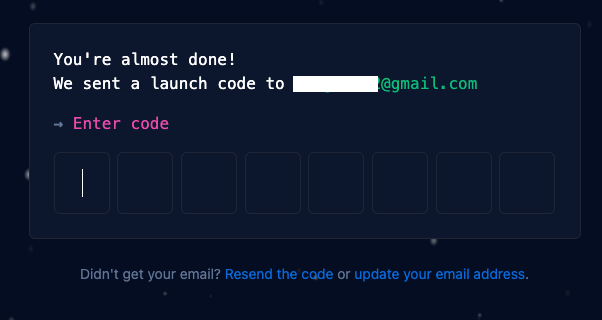 You're almost done!
We sent a launch code to 2@gmail.com
→ Enter code
Didn't get your email? Resend the code or update your email address.